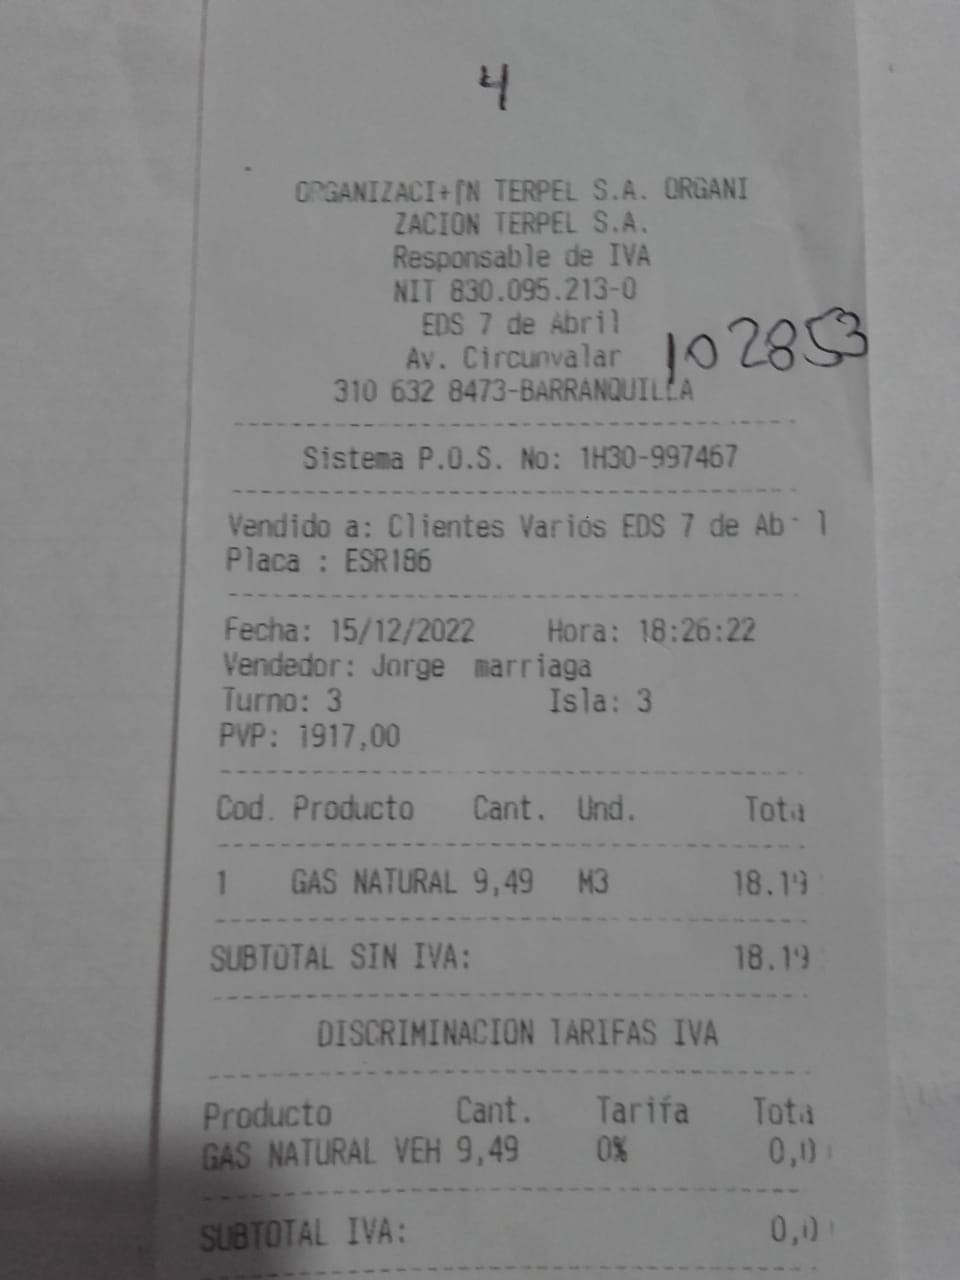 4
ORGANIZACI+⌠N TERPEL S.A. ORGANI
ZACION TERPEL S.A.
Responsable de IVA
NIT 830.095.213-0
EDS 7 de Abril
Av. Circunvalar
102853
310 632 8473-BARRANQUILLA
Sistema P.O.S. No: 1H30-997467
Vendido a: Clientes Varios EDS 7 de Ab l
Placa : ESR186
Fecha: 15/12/2022 Hora: 18:26:22
Vendedor: Jorge marriaga
Turno: 3 Isla: 3
PVP: 1917,00
Cod. Producto Cant. Und. Tota
1 GAS NATURAL 9,49 M3 18.19
SUBTOTAL SIN IVA: 18.19
DISCRIMINACION TARIFAS IVA
Producto Cant. Tarifa Tota
GAS NATURAL VEH 9,49 0% 0,0
SUBTOTAL IVA: 0,0